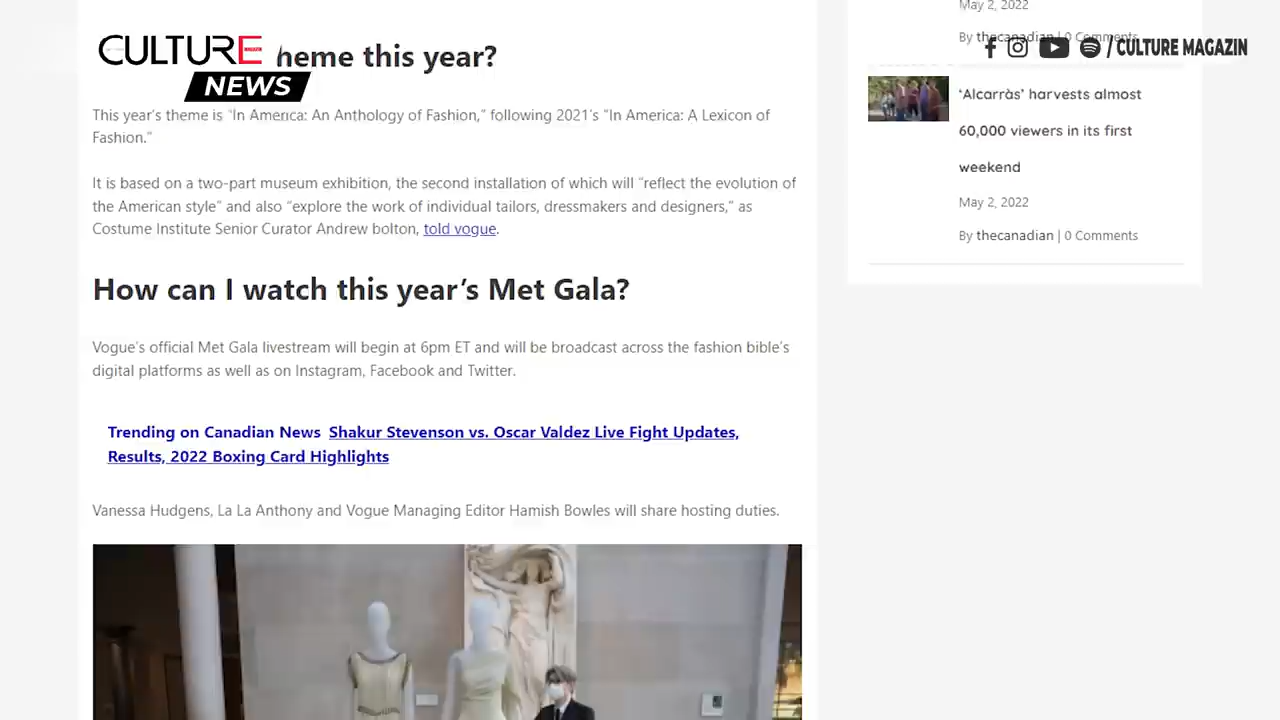 CULTURE
NEWS
heme this year?
This year's theme is “In America: An Anthology of Fashion,” following 2021's “In America: A Lexicon of
Fashion.”
It is based on a two-part museum exhibition, the second installation of which will “reflect the evolution of
the American style” and also “explore the work of individual tailors, dressmakers and designers,” as
Costume Institute Senior Curator Andrew bolton, told vogue.
How can I watch this year's Met Gala?
Vogue's official Met Gala livestream will begin at 6pm ET and will be broadcast across the fashion bible's
digital platforms as well as on Instagram, Facebook and Twitter.
Trending on Canadian News Shakur Stevenson vs. Oscar Valdez Live Fight Updates,
Results, 2022 Boxing Card Highlights
Vanessa Hudgens, La La Anthony and Vogue Managing Editor Hamish Bowles will share hosting duties.
May 2, 2022
By thecanadian | 0 Comments
/ CULTURE MAGAZIN
‘Alcarràs’ harvests almost
60,000 viewers in its first
weekend
May 2, 2022
By thecanadian | 0 Comments